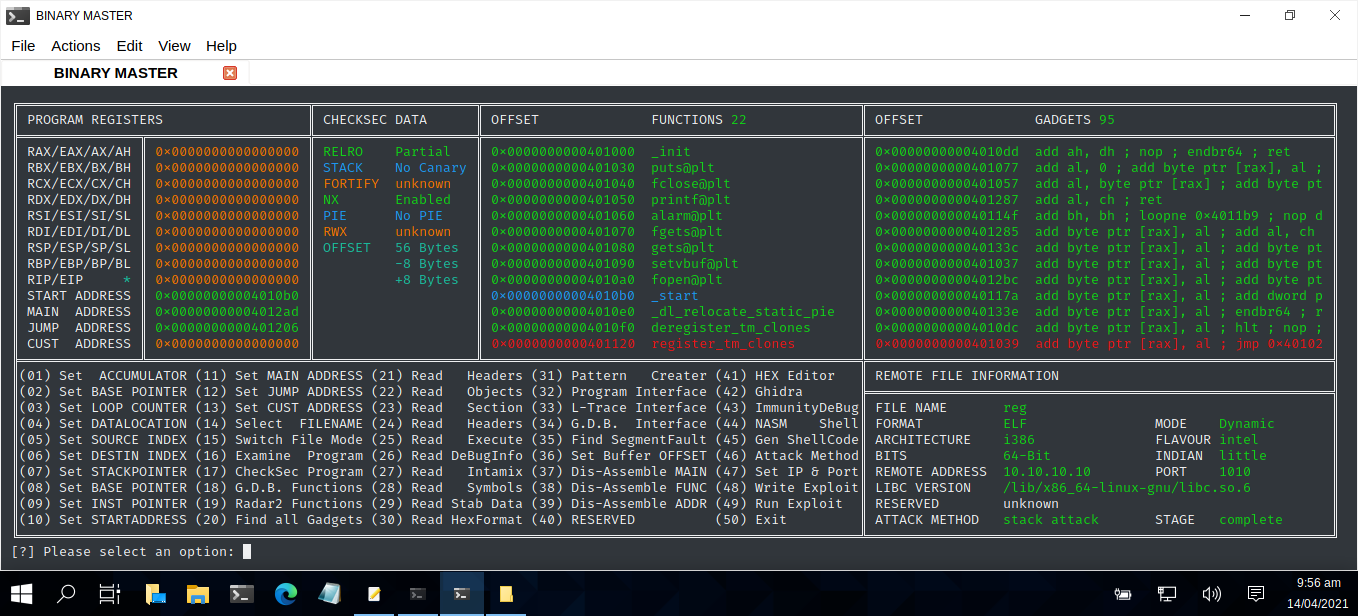 BINARY MASTER
File Actions Edit View Help
BINARY MASTER
PROGRAM REGISTERS CHECKSEC DATA OFFSET FUNCTIONS 22 OFFSET GADGETS 95
RAX/EAX/AX/AH 0×0000000000000000 RELRO Partial 0×0000000000401000 _init 0×00000000004010dd add ah, dh ; nop ; endbr64 ; ret
RBX/EBX/BX/BH 0×0000000000000000 STACK No Canary 0×0000000000401030 puts@plt 0×0000000000401077 add al, 0 ; add byte ptr [rax], al ;
RCX/ECX/CX/CH 0×0000000000000000 FORTIFY unknown 0×0000000000401040 fclose@plt 0×0000000000401057 add al, byte ptr [rax] ; add byte pt
RDX/EDX/DX/DH 0×0000000000000000 NX Enabled 0×0000000000401050 printf@plt 0×0000000000401287 add al, ch ; ret
RSI/ESI/SI/SL 0×0000000000000000 PIE No PIE 0×0000000000401060 alarm@plt 0×000000000040114f add bh, bh ; loopne 0×4011b9 ; nop d
RDI/EDI/DI/DL 0×0000000000000000 RWX unknown 0×0000000000401070 fgets@plt 0×0000000000401285 add byte ptr [rax], al ; add al, ch
RSP/ESP/SP/SL 0×0000000000000000 OFFSET 56 Bytes 0×0000000000401080 gets@plt 0×000000000040133c add byte ptr [rax], al ; add byte pt
RBP/EBP/BP/BL 0×0000000000000000 -8 Bytes 0×0000000000401090 setvbuf@plt 0×0000000000401037 add byte ptr [rax], al ; add byte pt
RIP/EIP * 0×0000000000000000 +8 Bytes 0×00000000004010a0 fopen@plt 0×00000000004012bc add byte ptr [rax], al ; add byte pt
START ADDRESS 0×00000000004010b0 0×00000000004010b0 _start 0×000000000040117a add byte ptr [rax], al ; add dword p
MAIN ADDRESS 0×00000000004012ad 0×00000000004010e0 _dl_relocate_static_pie 0×000000000040133e add byte ptr [rax], al ; endbr64 ; r
JUMP ADDRESS 0×0000000000401206 0×00000000004010f0 deregister_tm_clones 0×00000000004010dc add byte ptr [rax], al ; hlt ; nop ;
CUST ADDRESS 0×0000000000000000 0×0000000000401120 register_tm_clones 0×0000000000401039 add byte ptr [rax], al ; jmp 0×40102
(01) Set ACCUMULATOR (11) Set MAIN ADDRESS (21) Read Headers (31) Pattern Creater (41) HEX Editor REMOTE FILE INFORMATION
(02) Set BASE POINTER (12) Set JUMP ADDRESS (22) Read Objects (32) Program Interface (42) Ghidra
(03) Set LOOP COUNTER (13) Set CUST ADDRESS (23) Read Section (33) L-Trace Interface (43) ImmunityDeBug FILE NAME reg
(04) Set DATALOCATION (14) Select FILENAME (24) Read Headers (34) G.D.B. Interface (44) NASM Shell FORMAT ELF MODE Dynamic
(05) Set SOURCE INDEX (15) Switch File Mode (25) Read Execute (35) Find SegmentFault (45) Gen ShellCode ARCHITECTURE i386 FLAVOUR intel
(06) Set DESTIN INDEX (16) Examine Program (26) Read DeBugInfo (36) Set Buffer OFFSET (46) Attack Method BITS 64-Bit INDIAN little
(07) Set STACKPOINTER (17) CheckSec Program (27) Read Intamix (37) Dis-Assemble MAIN (47) Set IP & Port REMOTE ADDRESS 10.10.10.10 PORT 1010
(08) Set BASE POINTER (18) G.D.B. Functions (28) Read Symbols (38) Dis-Assemble FUNC (48) Write Exploit LIBC VERSION /lib/x86_64-linux-gnu/libc.so.6
(09) Set INST POINTER (19) Radar2 Functions (29) Read Stab Data (39) Dis-Assemble ADDR (49) Run Exploit RESERVED unknown
(10) Set STARTADDRESS (20) Find all Gadgets (30) Read HexFormat (40) RESERVED (50) Exit ATTACK METHOD stack attack STAGE complete
[?] Please select an option:
9:56 am
14/04/2021